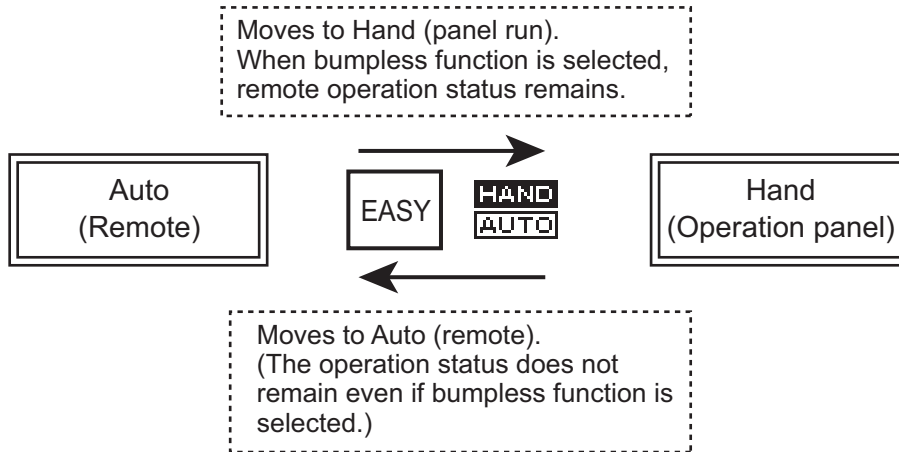 Moves to Hand (panel run).
When bumpless function is selected,
remote operation status remains.
Auto
(Remote)
EASY
HAND
AUTO
Hand
(Operation panel)
Moves to Auto (remote).
(The operation status does not
remain even if bumpless function is
selected.)